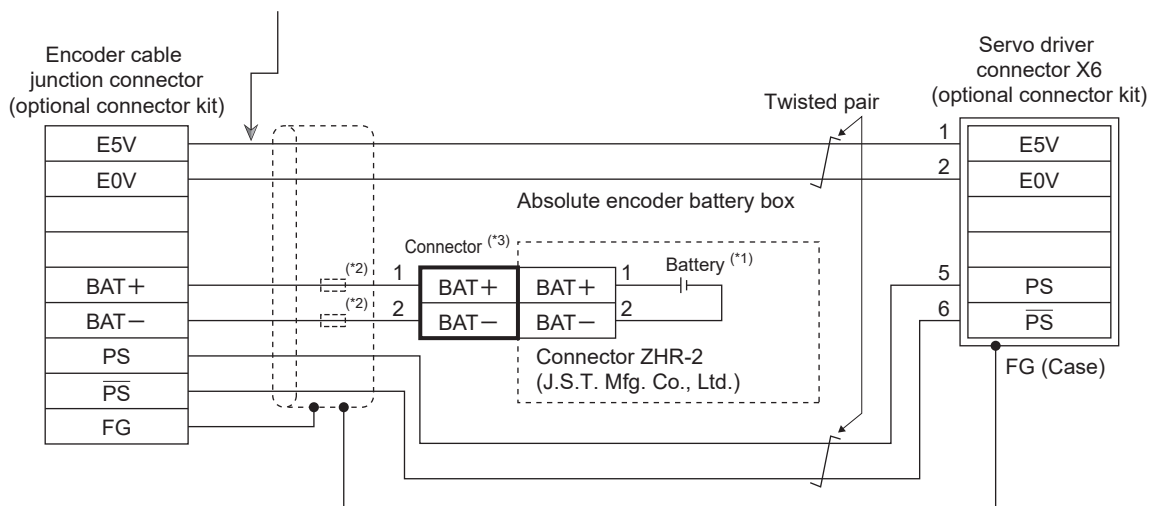 Encoder cable
junction connector
(optional connector kit)
Servo driver
connector X6
(optional connector kit)
Twisted pair
E5V
1
E5V
E0V
2
E0V
Absolute encoder battery box
Connector (*3)
BAT+
(*2)
1
BAT+
BAT+
1
Battery (*1)
5
PS
BAT−
(*2)
2
BAT−
BAT−
2
6
P̅S̅
PS
Connector ZHR-2
(J.S.T. Mfg. Co., Ltd.)
FG (Case)
P̅S̅
FG